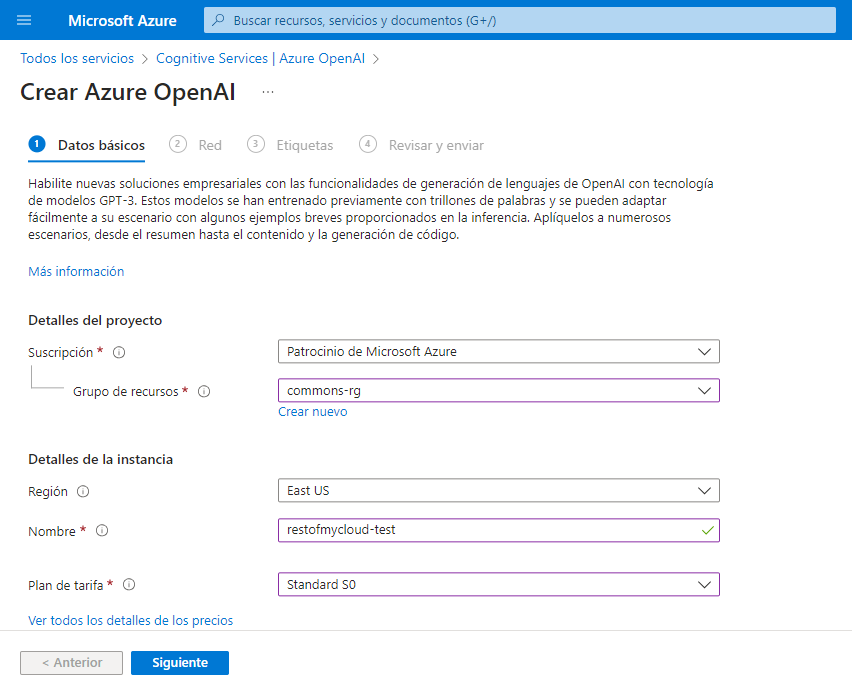 Microsoft Azure
Buscar recursos, servicios y documentos (G+/)
Todos los servicios > Cognitive Services | Azure OpenAI >
Crear Azure OpenAI ...
1 Datos básicos 2 Red 3 Etiquetas 4 Revisar y enviar
Habilite nuevas soluciones empresariales con las funcionalidades de generación de lenguajes de OpenAI con tecnología
de modelos GPT-3. Estos modelos se han entrenado previamente con trillones de palabras y se pueden adaptar
fácilmente a su escenario con algunos ejemplos breves proporcionados en la inferencia. Aplíquelos a numerosos
escenarios, desde el resumen hasta el contenido y la generación de código.
Más información
Detalles del proyecto
Suscripción * Patrocinio de Microsoft Azure
Grupo de recursos * commons-rg
Crear nuevo
Detalles de la instancia
Región East US
Nombre * restofmycloud-test
Plan de tarifa * Standard S0
Ver todos los detalles de los precios
< Anterior Siguiente